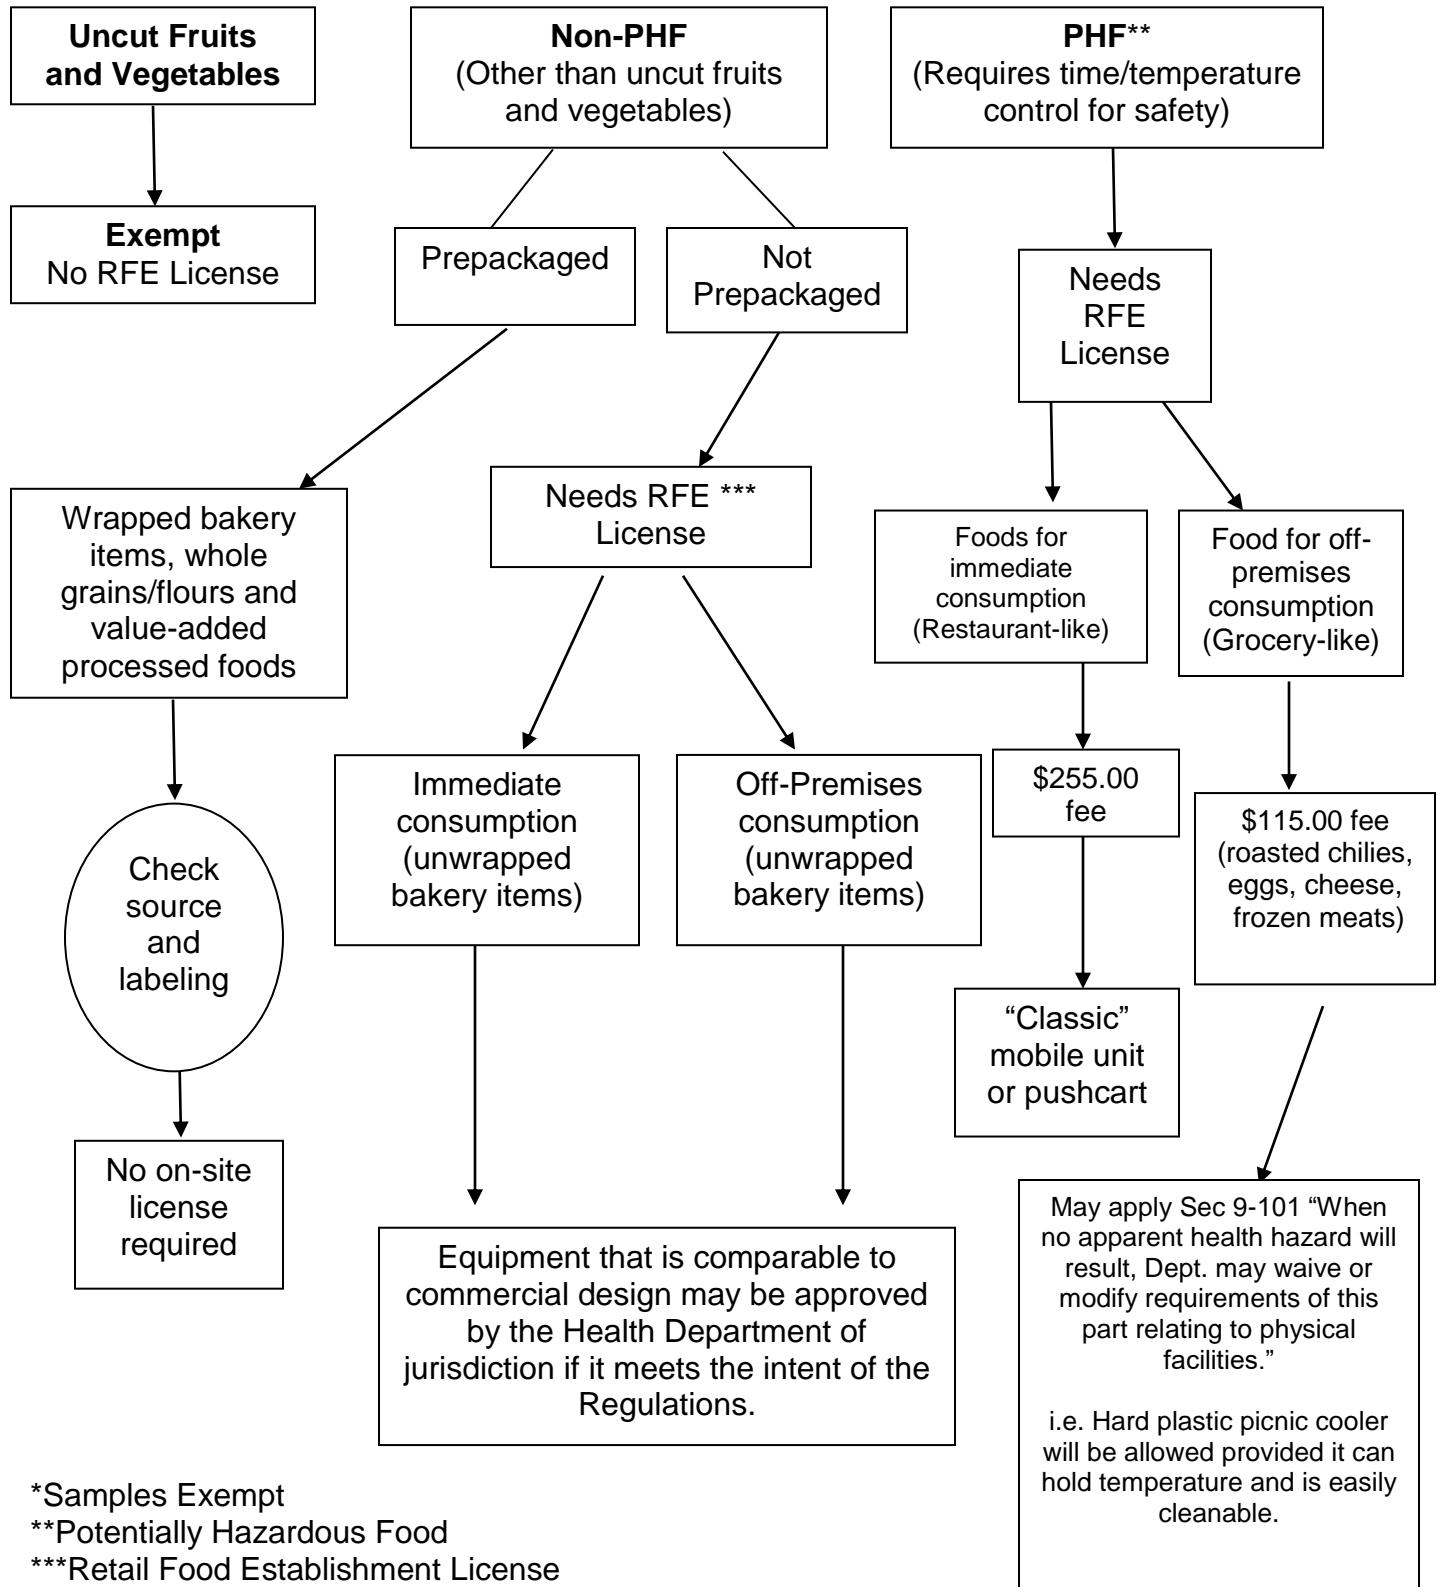 Uncut Fruits
and Vegetables
Non-PHF
(Other than uncut fruits
and vegetables)
PHF**
(Requires time/temperature
control for safety)
Exempt
No RFE License
Prepackaged
Not
Prepackaged
Needs
RFE
License
Wrapped bakery
items, whole
grains/flours and
value-added
processed foods
Needs RFE ***
License
Foods for
immediate
consumption
(Restaurant-like)
Food for off-
premises
consumption
(Grocery-like)
Immediate
consumption
(unwrapped
bakery items)
Off-Premises
consumption
(unwrapped
bakery items)
$255.00
fee
$115.00 fee
(roasted chilies,
eggs, cheese,
frozen meats)
Check
source
and
labeling
“Classic”
mobile unit
or pushcart
No on-site
license
required
Equipment that is comparable to
commercial design may be approved
by the Health Department of
jurisdiction if it meets the intent of the
Regulations.
May apply Sec 9-101 “When
no apparent health hazard will
result, Dept. may waive or
modify requirements of this
part relating to physical
facilities.”
i.e. Hard plastic picnic cooler
will be allowed provided it can
hold temperature and is easily
cleanable.
*Samples Exempt
**Potentially Hazardous Food
***Retail Food Establishment License